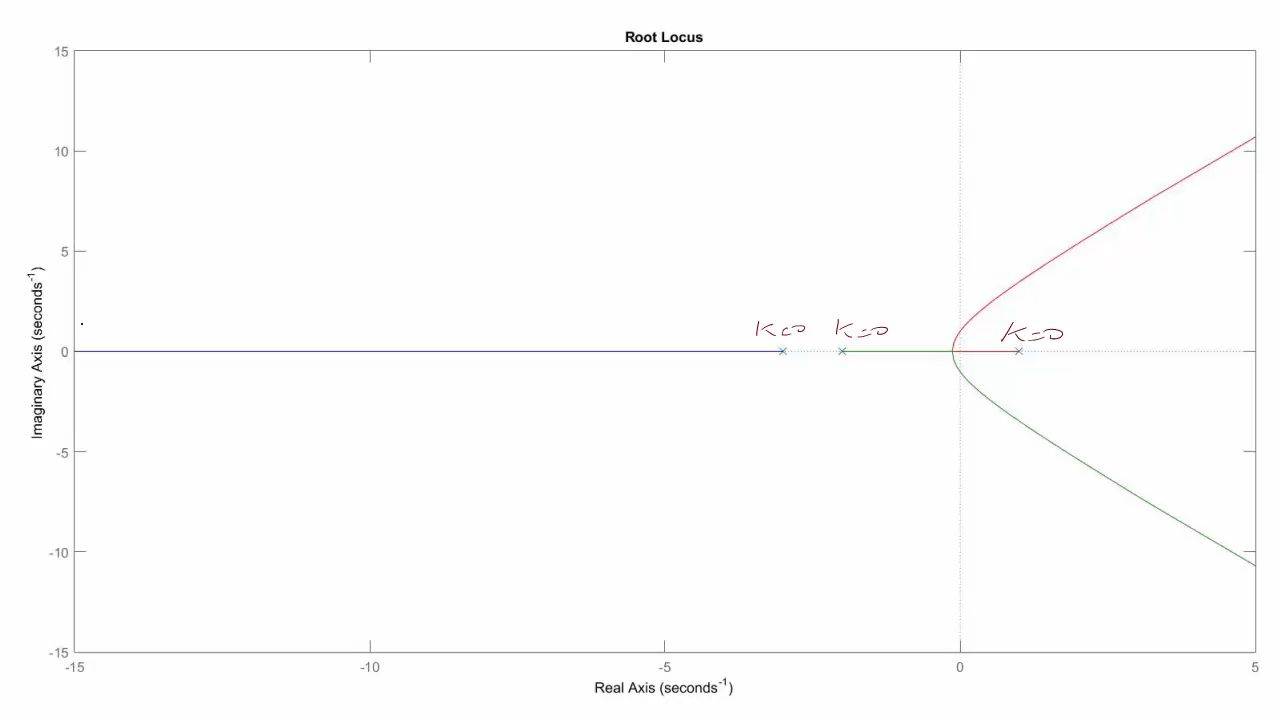 Root Locus
15
10
5
0
-5
-10
-15
Imaginary Axis (seconds⁻¹)
K=0 K=0 K=0
-15 -10 -5 0 5
Real Axis (seconds⁻¹)